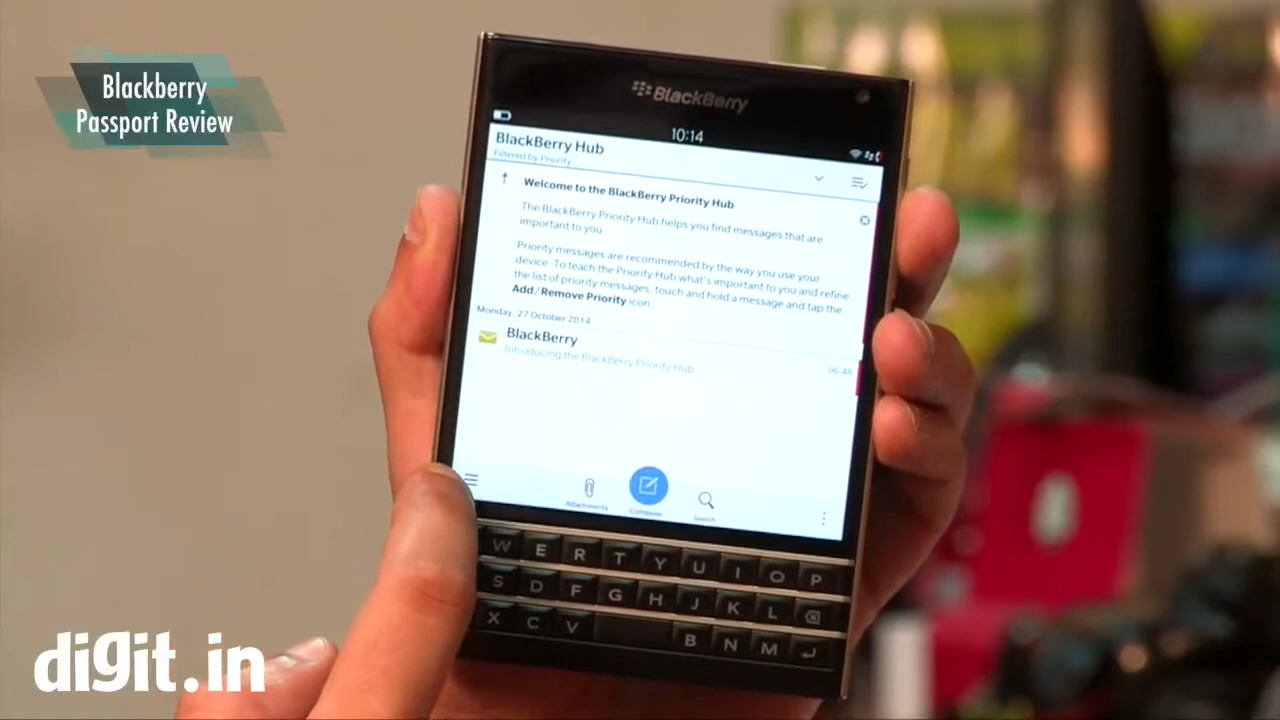 Blackberry
Passport Review
BlackBerry
10:14
BlackBerry Hub
Filtered by Priority
Welcome to the BlackBerry Priority Hub
The BlackBerry Priority Hub helps you find messages that are
important to you
Priority messages are recommended by the way you use your
device. To teach the Priority Hub what's important to you and refine
the list of priority messages, touch and hold a message and tap the
Add/Remove Priority icon.
Monday, 27 October 2014
BlackBerry
Introducing the BlackBerry Priority Hub
06:48
Attachments
Compose
Search
W E R T Y U I O P
S D F G H J K L
X C V B N M
digit.in